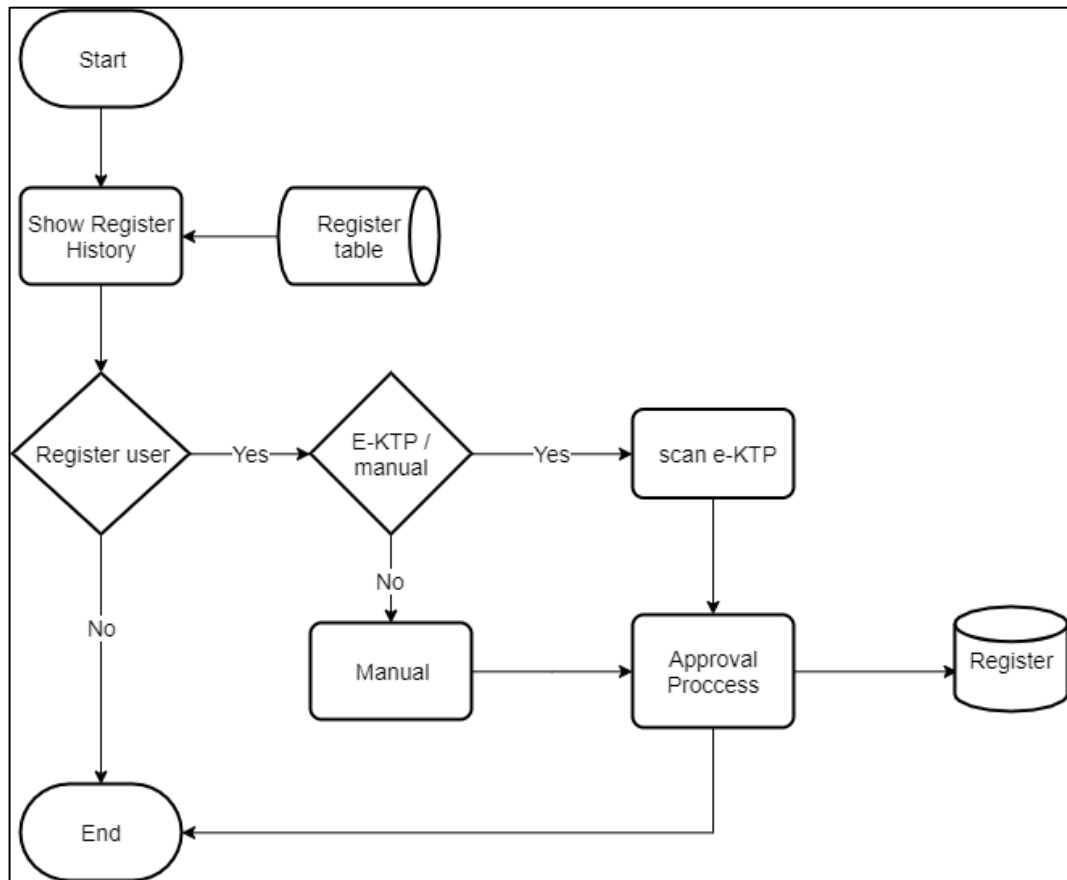 Start
Show Register
History
Register
table
Register user
Yes
E-KTP /
manual
Yes
scan e-KTP
No
No
Manual
Approval
Proccess
Register
End